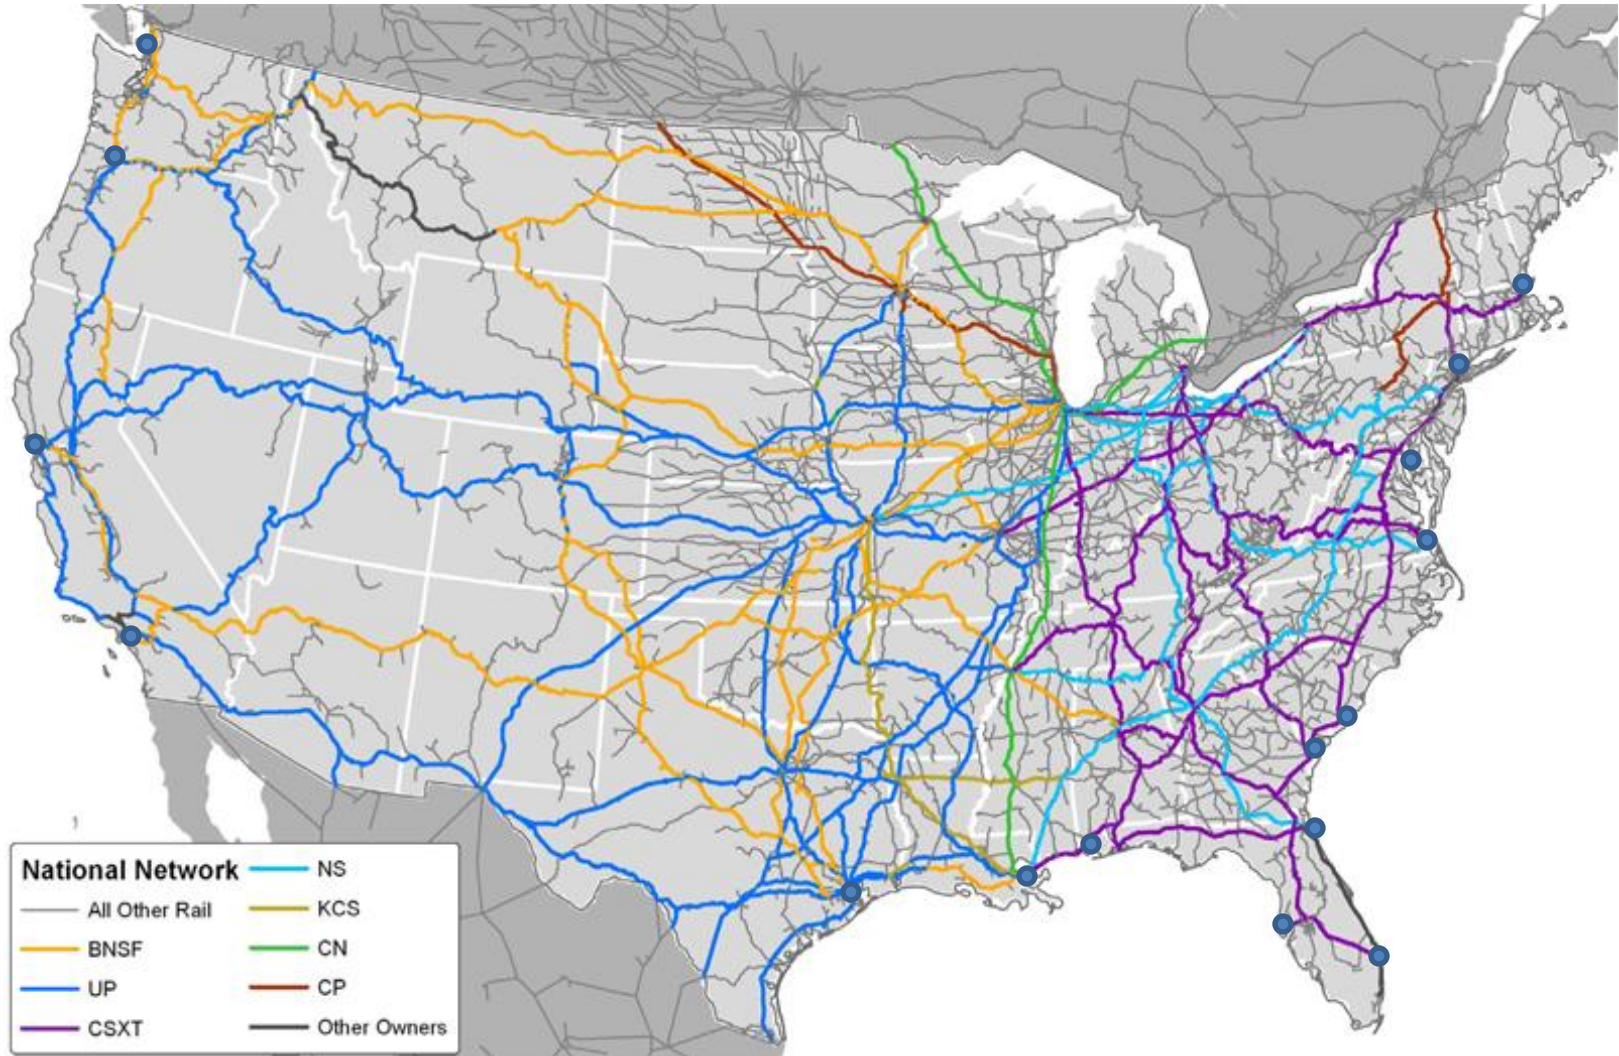 National Network
All Other Rail
BNSF
UP
CSXT
NS
KCS
CN
CP
Other Owners